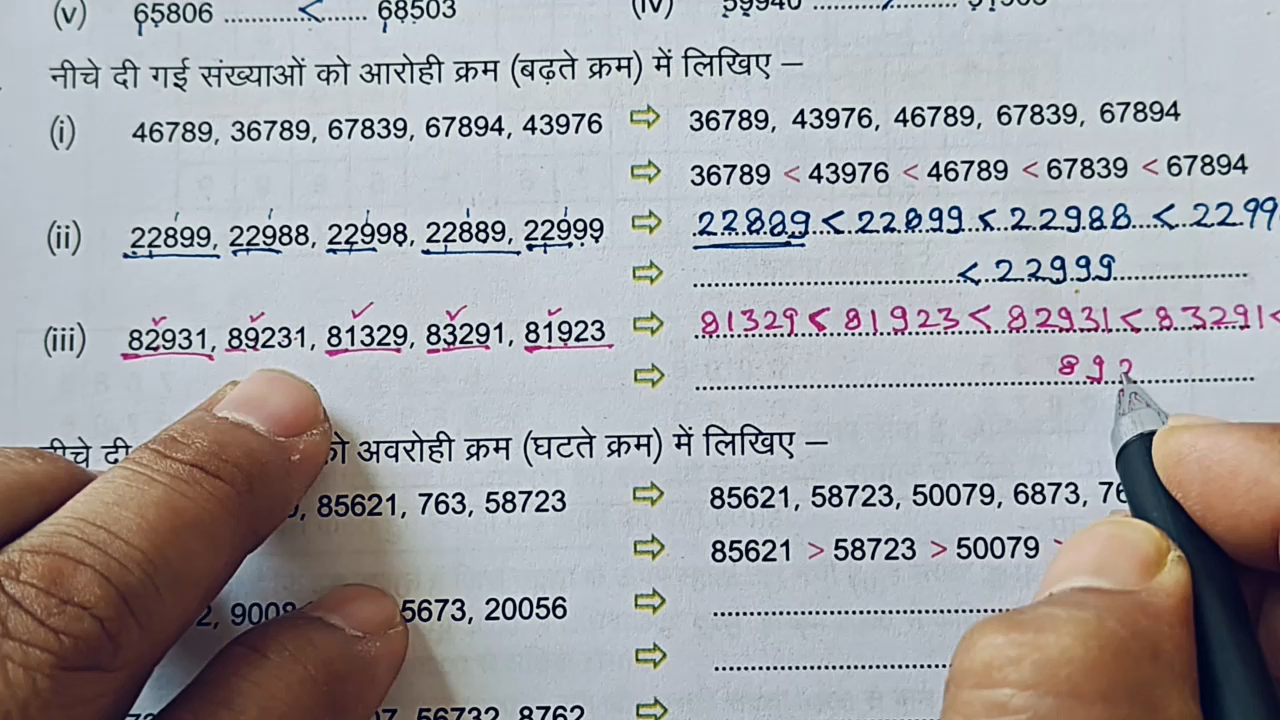 (v) 65806 ............<...... 68503 (iv)
नीचे दी गई संख्याओं को आरोही क्रम (बढ़ते क्रम) में लिखिए –
(i) 46789, 36789, 67839, 67894, 43976 ⇨ 36789, 43976, 46789, 67839, 67894
⇨ 36789 < 43976 < 46789 < 67839 < 67894
(ii) 22899, 22988, 22998, 22889, 22999 ⇨ 22889 < 22899 < 22988 < 2299
⇨ < 22999
(iii) 82931, 89231, 81329, 83291, 81923 ⇨ 81329 < 81923 < 82931 < 83291 <
⇨ 892
नीचे दी को अवरोही क्रम (घटते क्रम) में लिखिए –
85621, 763, 58723 ⇨ 85621, 58723, 50079, 6873, 76
⇨ 85621 > 58723 > 50079 >
5673, 20056 ⇨
⇨
56732, 8762 ⇨